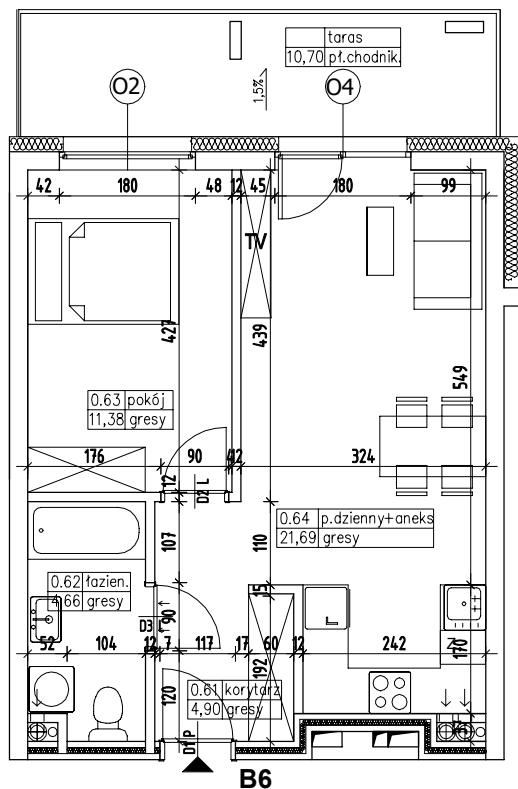 taras
10,70 pł.chodnik.
O2
O4
1,5%
42
180
48
12
45
180
99
TV
427
439
549
0.63 pokój
11,38 gresy
176
90
12
324
12
D2 L
0.64 p.dzienny+aneks
21,69 gresy
107
110
0.62 łazien.
4,66 gresy
15
90
D3 L
52
104
12
7
117
17
60
12
242
170
192
120
0.61 korytarz
4,90 gresy
D1 P
B6